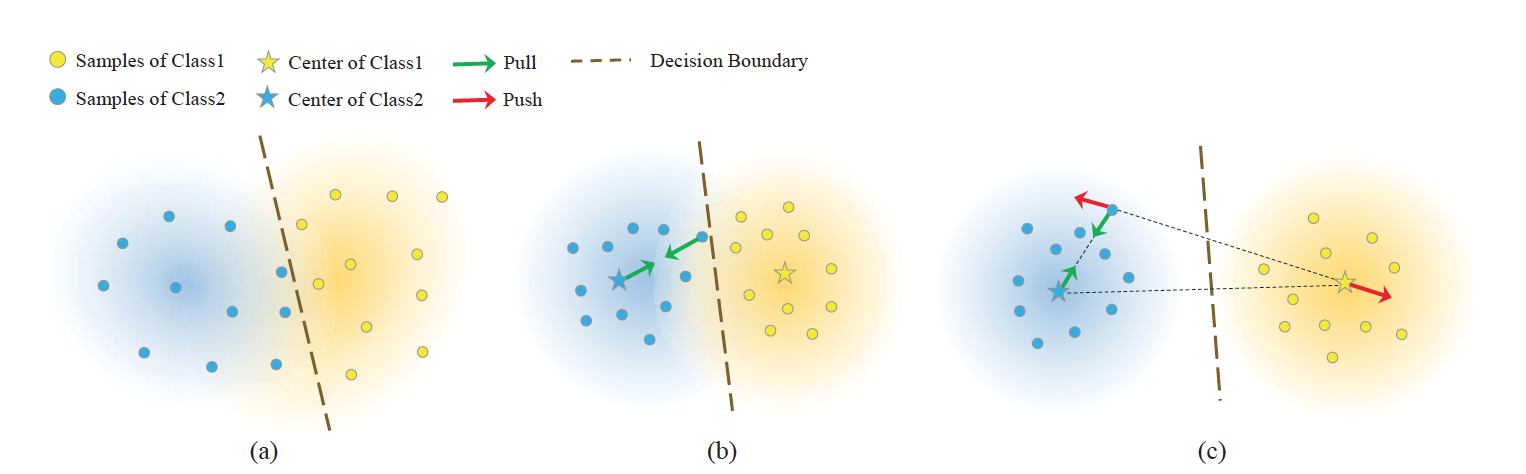 Samples of Class1 Center of Class1 Pull Decision Boundary
Samples of Class2 Center of Class2 Push
(a) (b) (c)